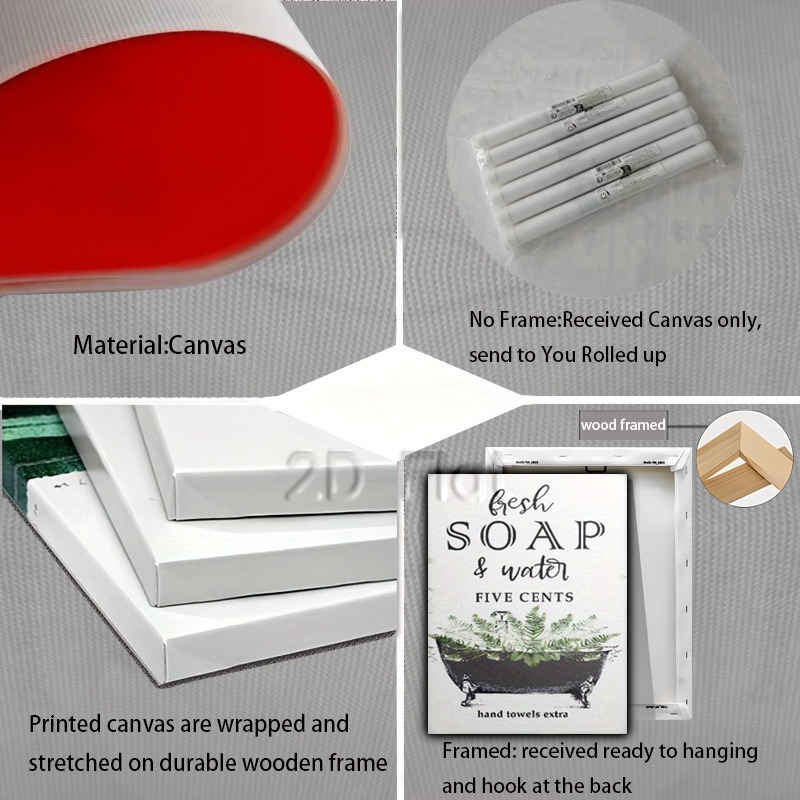 Material:Canvas
No Frame:Received Canvas only,
send to You Rolled up
Printed canvas are wrapped and
stretched on durable wooden frame
wood framed
fresh
SOAP
& water
FIVE CENTS
hand towels extra
Framed: received ready to hanging
and hook at the back
2D Flat